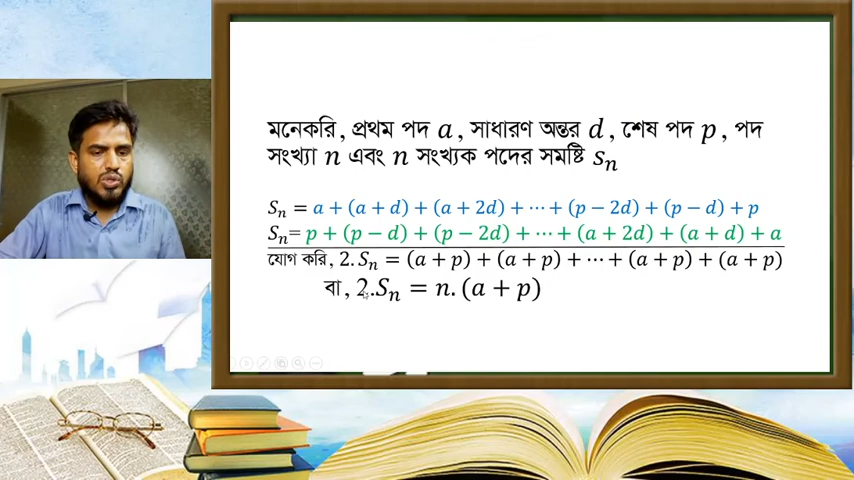 মনেকরি, প্রথম পদ a, সাধারণ অন্তর d, শেষ পদ p, পদ
সংখ্যা n এবং n সংখ্যক পদের সমষ্টি sₙ
Sₙ = a + (a + d) + (a + 2d) + ⋯ + (p − 2d) + (p − d) + p
Sₙ= p + (p − d) + (p − 2d) + ⋯ + (a + 2d) + (a + d) + a
যোগ করি, 2. Sₙ = (a + p) + (a + p) + ⋯ + (a + p) + (a + p)
বা, 2.Sₙ = n. (a + p)